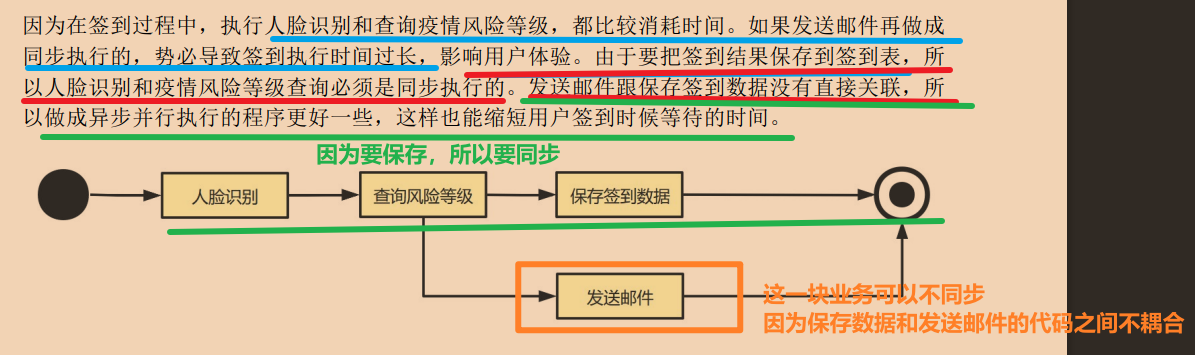 因为在签到过程中，执行人脸识别和查询疫情风险等级，都比较消耗时间。如果发送邮件再做成
同步执行的，势必导致签到执行时间过长，影响用户体验。由于要把签到结果保存到签到表，所
以人脸识别和疫情风险等级查询必须是同步执行的。发送邮件跟保存签到数据没有直接关联，所
以做成异步并行执行的程序更好一些，这样也能缩短用户签到时候等待的时间。
因为要保存，所以要同步
人脸识别
查询风险等级
保存签到数据
发送邮件
这一块业务可以不同步
因为保存数据和发送邮件的代码之间不耦合